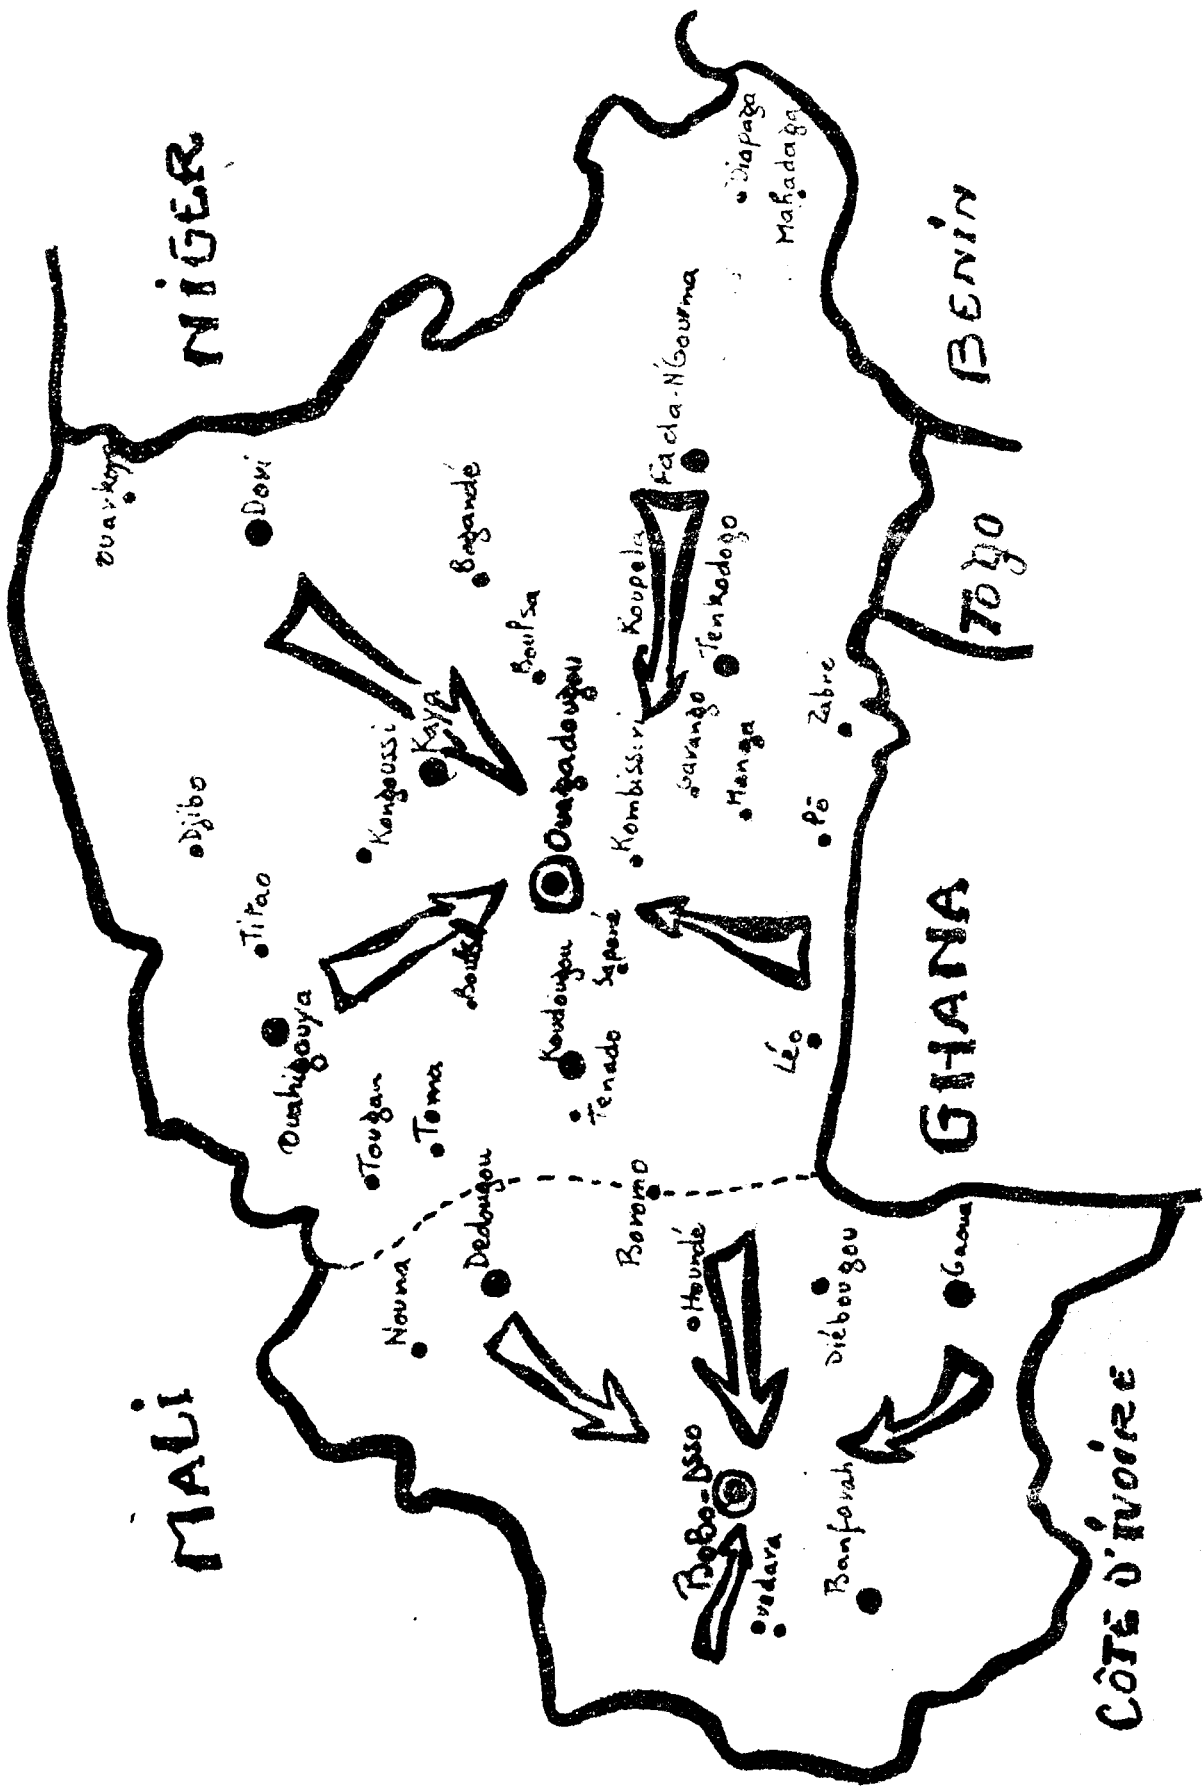 NIGER
MALI
BENIN
TOGO
GHANA
CÔTE D'IVOIRE
Dori
Djibo
Titao
Ouahigouya
Kongoussi
Kaya
Bogandé
Boulsa
Ouagadougou
Koupela
Fada-N'Gourma
Diapaga
Mahadaga
Tenkodogo
Garango
Kombissiri
Manga
Zabre
Pô
Léo
Saponé
Koudougou
Tenado
Tougan
Toma
Dedougou
Nouna
Boromo
Houndé
Diébougou
Gaoua
BoBo-Dsso
Banforah